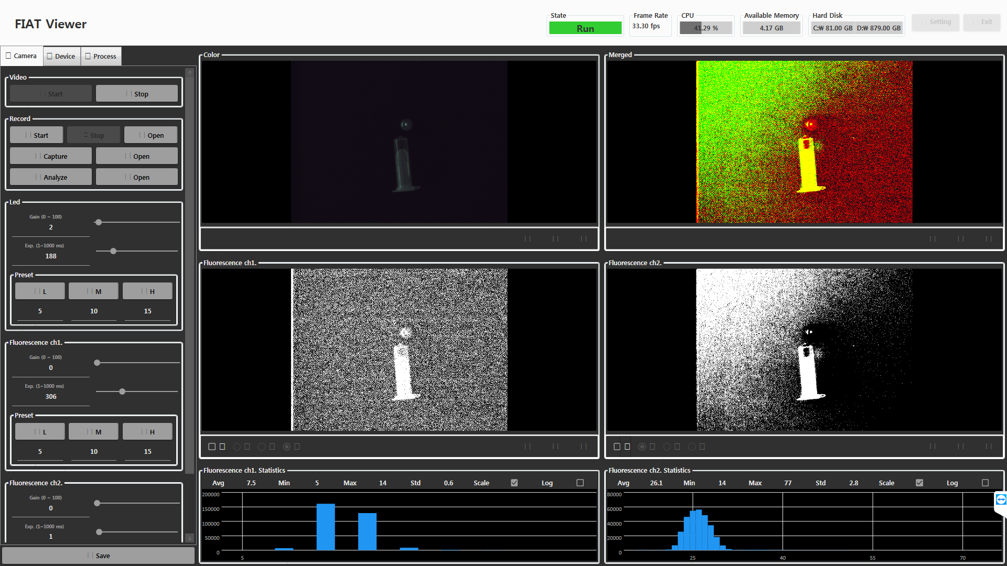 FIAT Viewer
State
Run
Frame Rate
33.30 fps
CPU
41.29 %
Available Memory
4.17 GB
Hard Disk
C:₩ 81.00 GB D:₩ 879.00 GB
Setting
Exit
Camera
Device
Process
Video
Start
Stop
Record
Start
Stop
Open
Capture
Open
Analyze
Open
Led
Gain (0 ~ 100)
2
Exp. (1~1000 ms)
188
Preset
L
M
H
5
10
15
Fluorescence ch1.
Gain (0 ~ 100)
0
Exp. (1~1000 ms)
306
Preset
L
M
H
5
10
15
Fluorescence ch2.
Gain (0 ~ 100)
0
Exp. (1~1000 ms)
1
Save
Color
Merged
Fluorescence ch1.
Fluorescence ch2.
Fluorescence ch1. Statistics
Avg 7.5 Min 5 Max 14 Std 0.6 Scale Log
200000
150000
100000
50000
0
5
Fluorescence ch2. Statistics
Avg 26.1 Min 14 Max 77 Std 2.8 Scale Log
80000
60000
40000
20000
0
25
40
55
70